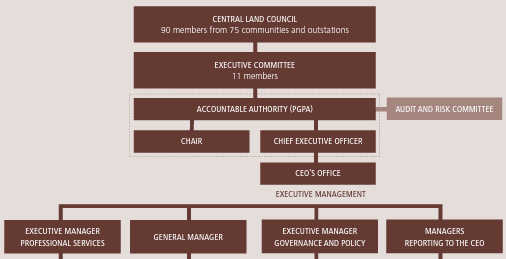 CENTRAL LAND COUNCIL
90 members from 75 communities and outstations
EXECUTIVE COMMITTEE
11 members
ACCOUNTABLE AUTHORITY (PGPA)
AUDIT AND RISK COMMITTEE
CHAIR
CHIEF EXECUTIVE OFFICER
CEO'S OFFICE
EXECUTIVE MANAGEMENT
EXECUTIVE MANAGER
PROFESSIONAL SERVICES
GENERAL MANAGER
EXECUTIVE MANAGER
GOVERNANCE AND POLICY
MANAGERS
REPORTING TO THE CEO